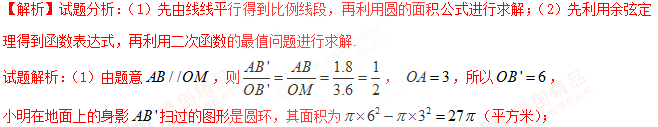 【解析】试题分析：（1）先由线线平行得到比例线段，再利用圆的面积公式进行求解；（2）先利用余弦定
理得到函数表达式，再利用二次函数的最值问题进行求解.
试题解析：（1）由题意 AB//OM，则 AB'/OB' = AB/OM = 1.8/3.6 = 1/2， OA=3，所以 OB'=6，
小明在地面上的身影 AB' 扫过的图形是圆环，其面积为 π×6²−π×3²=27π（平方米）；